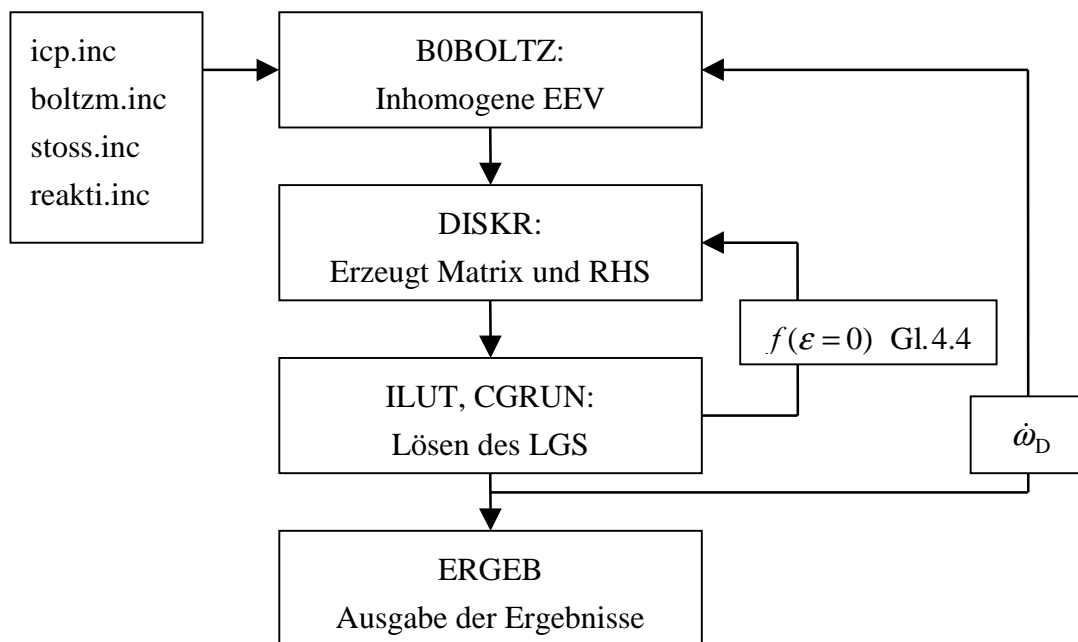 icp.inc
boltzm.inc
stoss.inc
reakti.inc
B0BOLTZ:
Inhomogene EEV
DISKR:
Erzeugt Matrix und RHS
f(ε = 0) Gl.4.4
ILUT, CGRUN:
Lösen des LGS
ω̇_D
ERGEB
Ausgabe der Ergebnisse